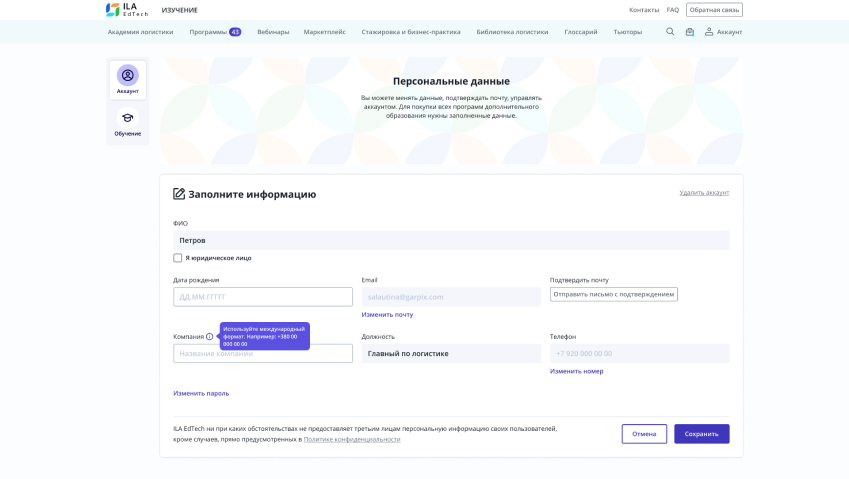 ILA
EdTech
ИЗУЧЕНИЕ
Контакты FAQ Обратная связь
Академия логистики Программы 43 Вебинары Маркетплейс Стажировка и бизнес-практика Библиотека логистики Глоссарий Тьюторы Аккаунт
Аккаунт
Обучение
Персональные данные
Вы можете менять данные, подтверждать почту, управлять
аккаунтом. Для покупки всех программ дополнительного
образования нужны заполненные данные.
Заполните информацию
Удалить аккаунт
ФИО
Петров
Я юридическое лицо
Дата рождения Email Подтвердить почту
ДД.ММ.ГГГГ salautina@garpix.com Отправить письмо с подтверждением
Изменить почту
Используйте международный
формат. Например: +380 00
000 00 00
Компания Должность Телефон
Название компании Главный по логистике +7 920 000 00 00
Изменить номер
Изменить пароль
ILA EdTech ни при каких обстоятельствах не предоставляет третьим лицам персональную информацию своих пользователей,
кроме случаев, прямо предусмотренных в Политике конфиденциальности
Отмена Сохранить